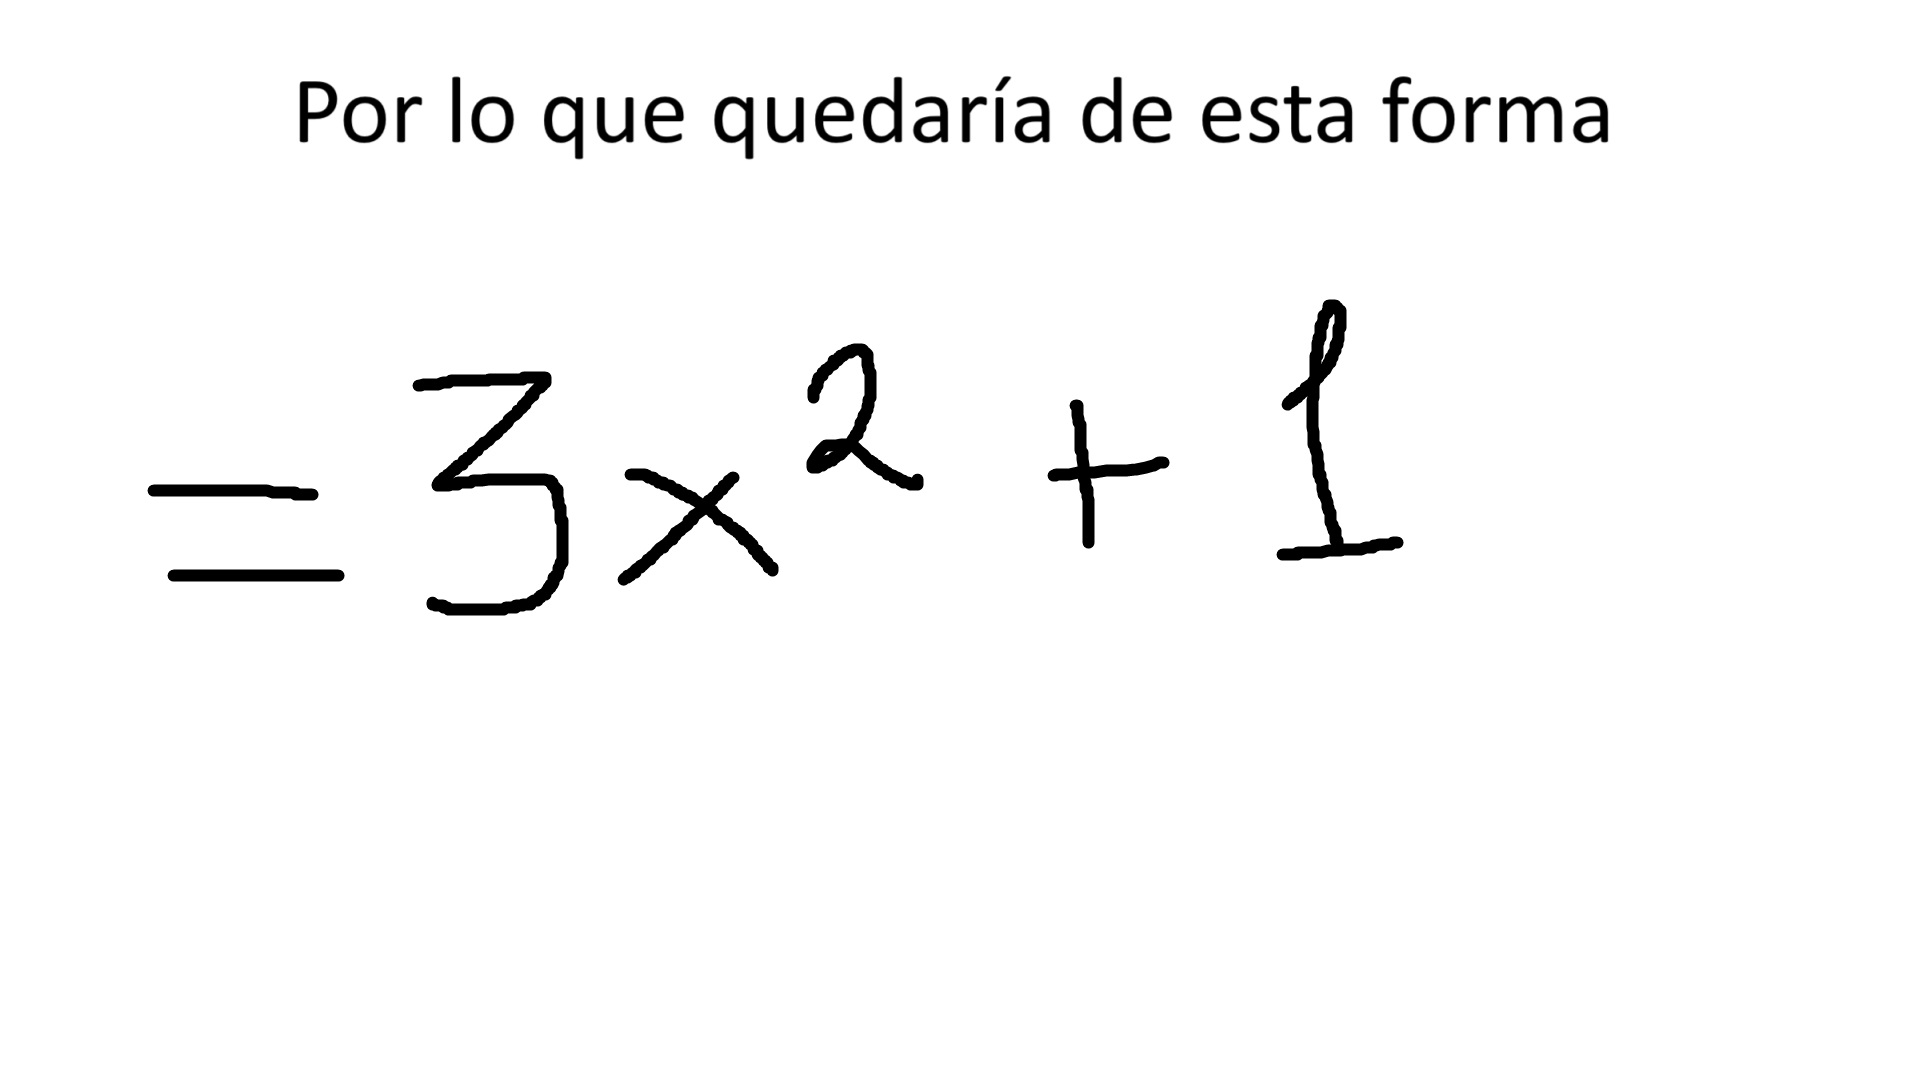 Por lo que quedaría de esta forma
= 3x² + 1